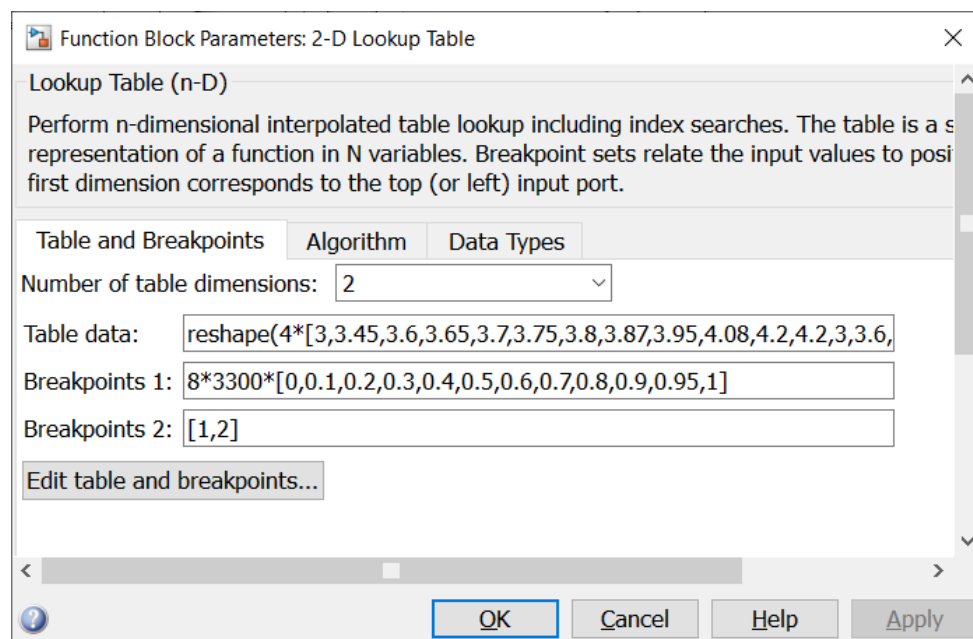 Function Block Parameters: 2-D Lookup Table
Lookup Table (n-D)
Perform n-dimensional interpolated table lookup including index searches. The table is a s
representation of a function in N variables. Breakpoint sets relate the input values to posi
first dimension corresponds to the top (or left) input port.
Table and Breakpoints Algorithm Data Types
Number of table dimensions: 2
Table data: reshape(4*[3,3.45,3.6,3.65,3.7,3.75,3.8,3.87,3.95,4.08,4.2,4.2,3,3.6,
Breakpoints 1: 8*3300*[0,0.1,0.2,0.3,0.4,0.5,0.6,0.7,0.8,0.9,0.95,1]
Breakpoints 2: [1,2]
Edit table and breakpoints...
OK Cancel Help Apply